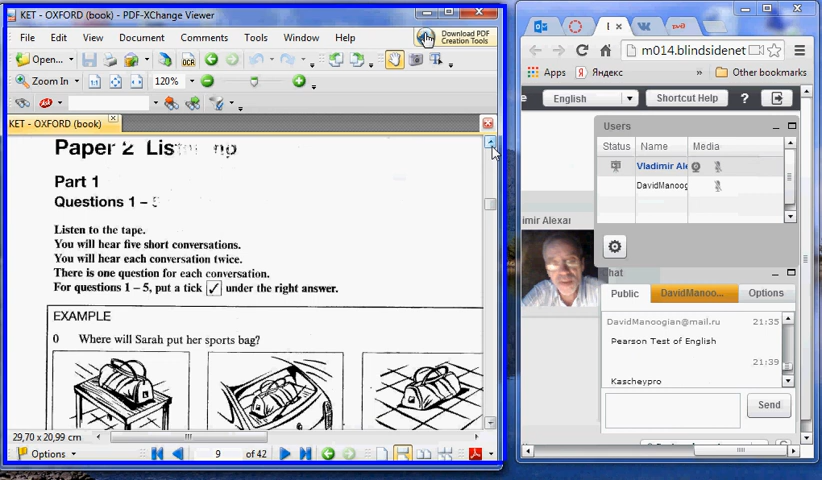 KET - OXFORD (book) - PDF-XChange Viewer
File Edit View Document Comments Tools Window Help
Download PDF
Creation Tools
Open...
OCR
Zoom In 120%
KET - OXFORD (book)
Paper 2
Part 1
Questions 1 – 5
Listen to the tape.
You will hear five short conversations.
You will hear each conversation twice.
There is one question for each conversation.
For questions 1 – 5, put a tick ✓ under the right answer.
EXAMPLE
0 Where will Sarah put her sports bag?
29,70 x 20,99 cm
Options 9 of 42
m014.blindsidenet
Apps Яндекс » Other bookmarks
e English Shortcut Help ?
Users
Status Name Media
Vladimir Ale
DavidManoog
imir Alexan
Chat
Public DavidManoo... Options
DavidManoogian@mail.ru 21:35
Pearson Test of English
21:39
Kascheypro
Send